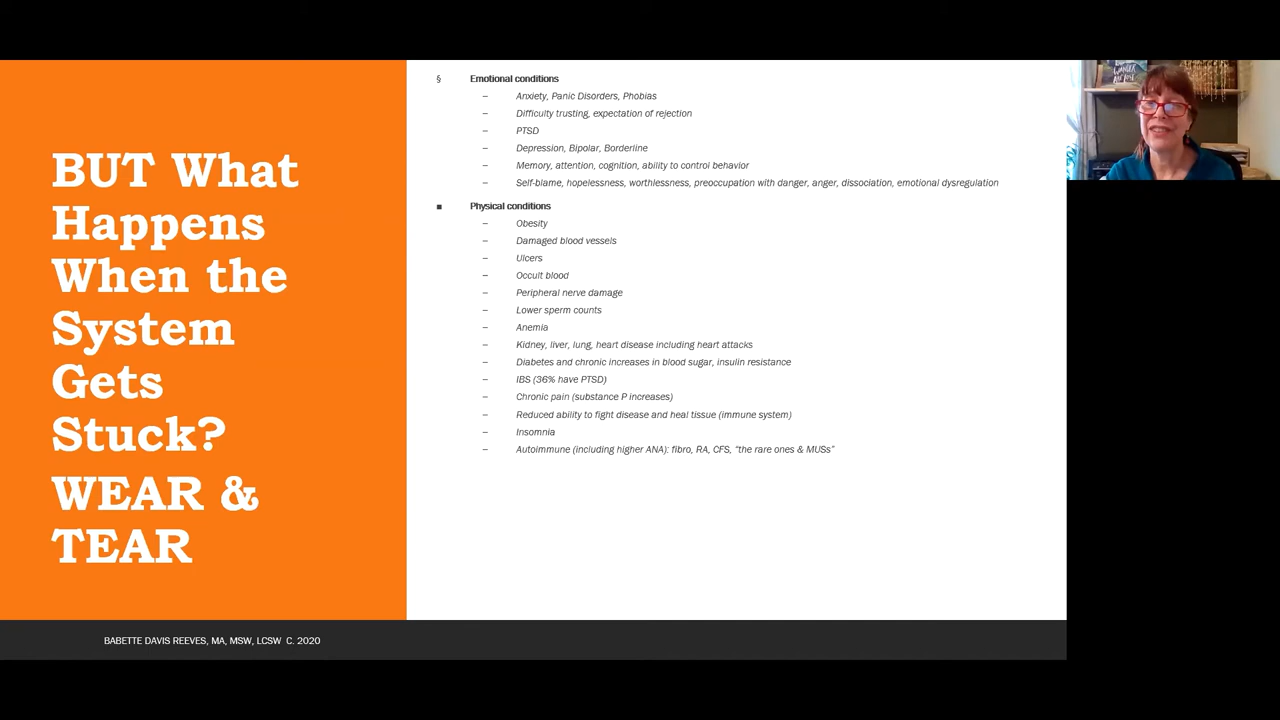 BUT What
Happens
When the
System
Gets
Stuck?
WEAR &
TEAR
§ Emotional conditions
– Anxiety, Panic Disorders, Phobias
– Difficulty trusting, expectation of rejection
– PTSD
– Depression, Bipolar, Borderline
– Memory, attention, cognition, ability to control behavior
– Self-blame, hopelessness, worthlessness, preoccupation with danger, anger, dissociation, emotional dysregulation
■ Physical conditions
– Obesity
– Damaged blood vessels
– Ulcers
– Occult blood
– Peripheral nerve damage
– Lower sperm counts
– Anemia
– Kidney, liver, lung, heart disease including heart attacks
– Diabetes and chronic increases in blood sugar, insulin resistance
– IBS (36% have PTSD)
– Chronic pain (substance P increases)
– Reduced ability to fight disease and heal tissue (immune system)
– Insomnia
– Autoimmune (including higher ANA): fibro, RA, CFS, "the rare ones & MUSs"
BABETTE DAVIS REEVES, MA, MSW, LCSW C. 2020